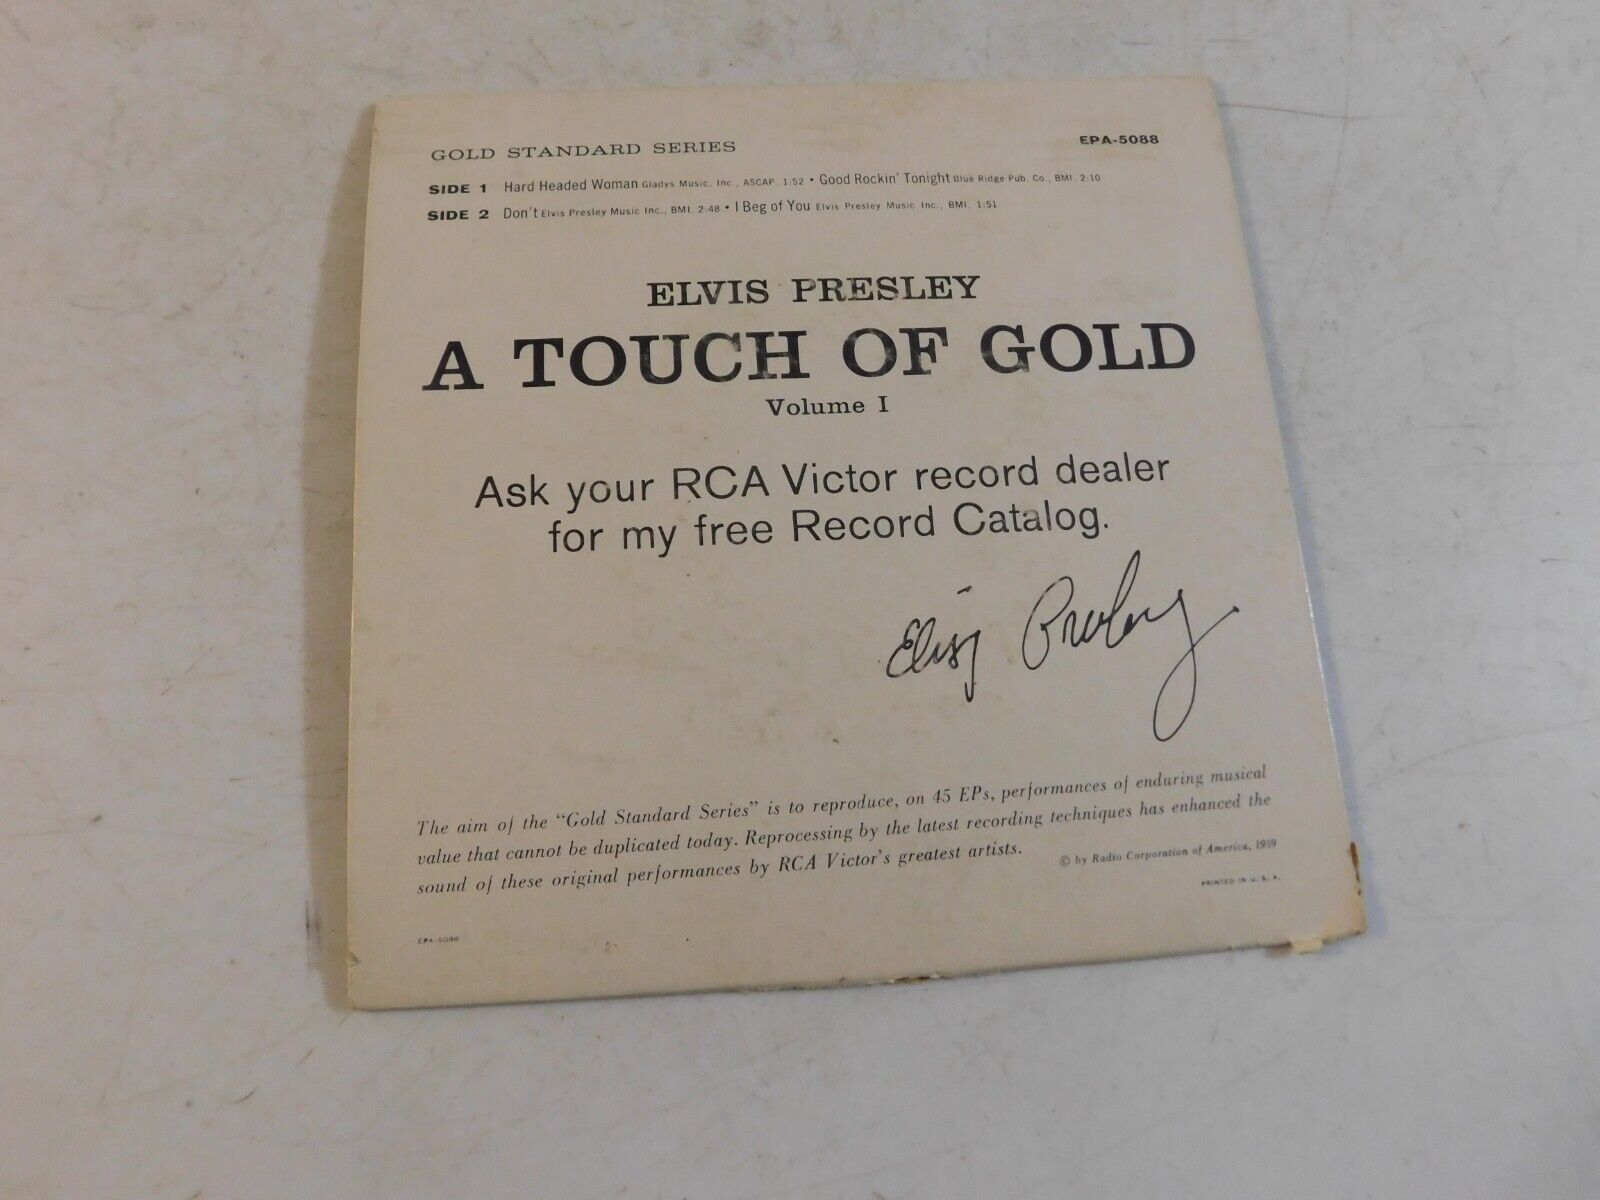 GOLD STANDARD SERIES EPA-5088
SIDE 1 Hard Headed Woman Gladys Music, Inc., ASCAP. 1:52 • Good Rockin' Tonight Blue Ridge Pub. Co., BMI. 2:10
SIDE 2 Don't Elvis Presley Music Inc., BMI. 2:48 • I Beg of You Elvis Presley Music Inc., BMI. 1:51
ELVIS PRESLEY
A TOUCH OF GOLD
Volume I
Ask your RCA Victor record dealer
for my free Record Catalog.
Elvis Presley
The aim of the "Gold Standard Series" is to reproduce, on 45 EPs, performances of enduring musical
value that cannot be duplicated today. Reprocessing by the latest recording techniques has enhanced the
sound of these original performances by RCA Victor's greatest artists.
© by Radio Corporation of America, 1959
PRINTED IN U. S. A.
EPA-5088